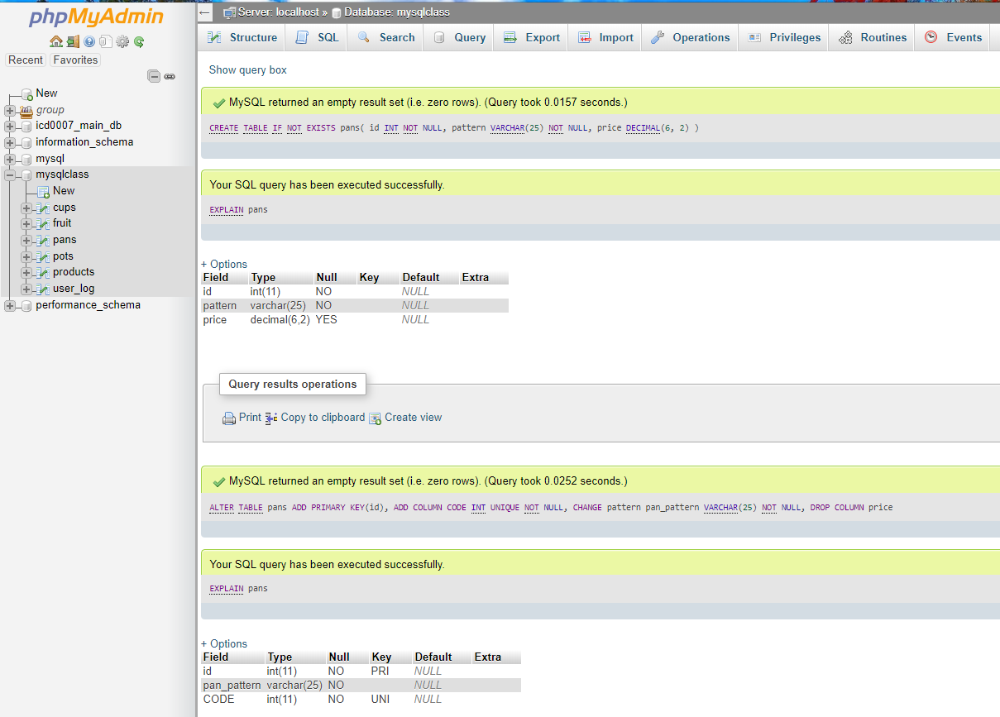 phpMyAdmin
Recent Favorites
New
group
icd0007_main_db
information_schema
mysql
mysqlclass
New
cups
fruit
pans
pots
products
user_log
performance_schema
Server: localhost » Database: mysqlclass
Structure SQL Search Query Export Import Operations Privileges Routines Events
Show query box
MySQL returned an empty result set (i.e. zero rows). (Query took 0.0157 seconds.)
CREATE TABLE IF NOT EXISTS pans( id INT NOT NULL, pattern VARCHAR(25) NOT NULL, price DECIMAL(6, 2) )
Your SQL query has been executed successfully.
EXPLAIN pans
+ Options
Field Type Null Key Default Extra
id int(11) NO NULL
pattern varchar(25) NO NULL
price decimal(6,2) YES NULL
Query results operations
Print Copy to clipboard Create view
MySQL returned an empty result set (i.e. zero rows). (Query took 0.0252 seconds.)
ALTER TABLE pans ADD PRIMARY KEY(id), ADD COLUMN CODE INT UNIQUE NOT NULL, CHANGE pattern pan_pattern VARCHAR(25) NOT NULL, DROP COLUMN price
Your SQL query has been executed successfully.
EXPLAIN pans
+ Options
Field Type Null Key Default Extra
id int(11) NO PRI NULL
pan_pattern varchar(25) NO NULL
CODE int(11) NO UNI NULL